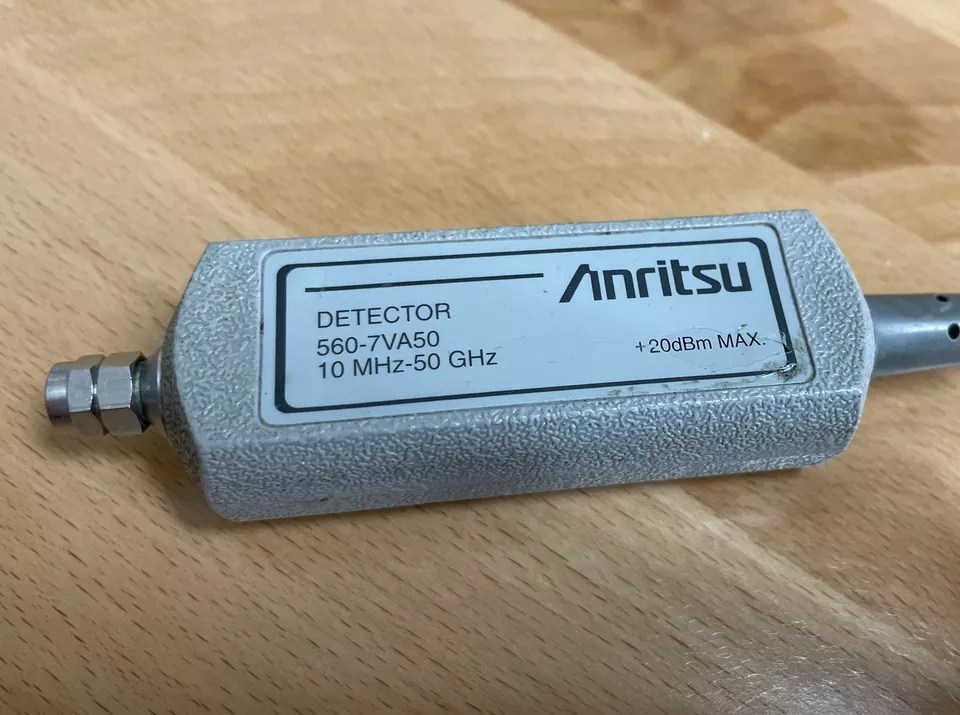 Anritsu
DETECTOR
560-7VA50
10 MHz-50 GHz
+20dBm MAX.